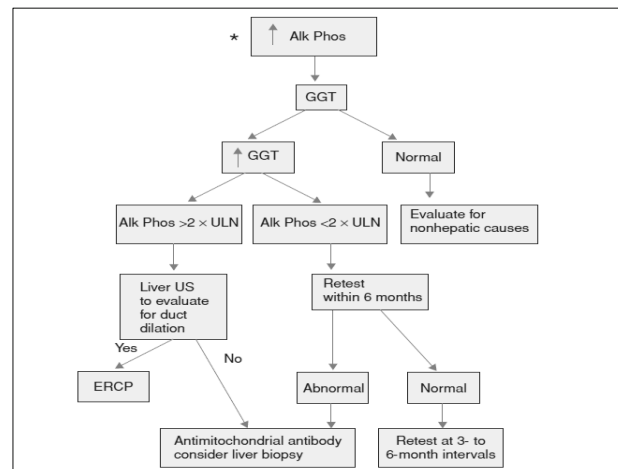 * ↑ Alk Phos
GGT
↑ GGT
Normal
Alk Phos >2 × ULN
Alk Phos <2 × ULN
Evaluate for
nonhepatic causes
Liver US
to evaluate
for duct
dilation
Retest
within 6 months
Yes
No
ERCP
Abnormal
Normal
Antimitochondrial antibody
consider liver biopsy
Retest at 3- to
6-month intervals